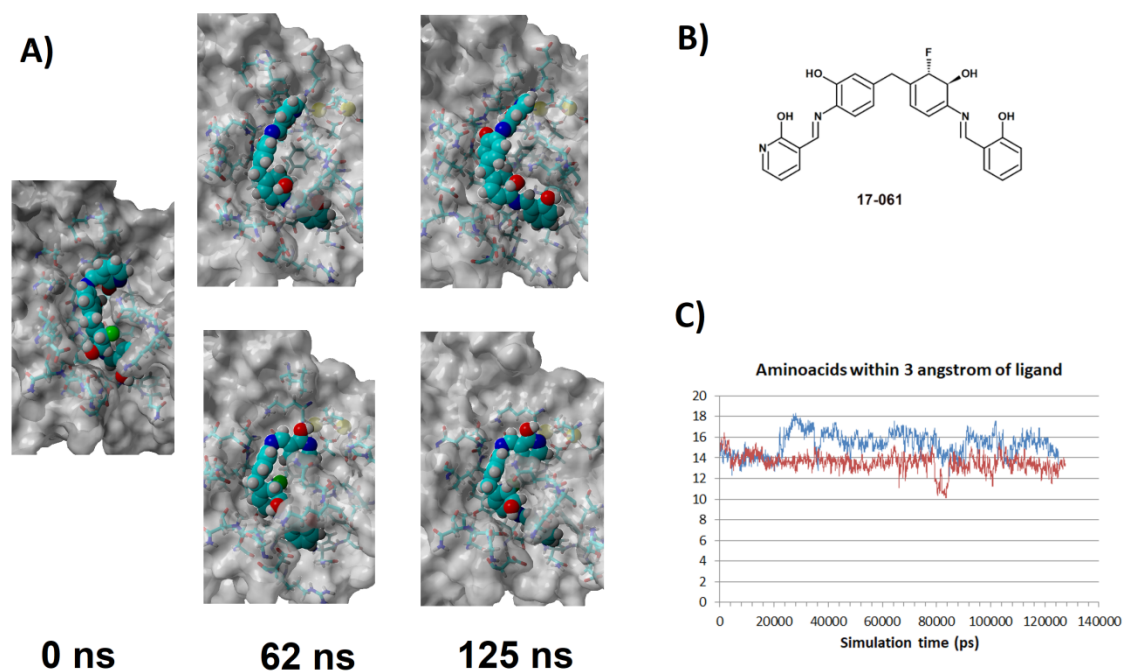 A)
0 ns
62 ns
125 ns
B)
F
HO
OH
OH
N
N
OH
N
17-061
C)
Aminoacids within 3 angstrom of ligand
20
18
16
14
12
10
8
6
4
2
0
0 20000 40000 60000 80000 100000 120000 140000
Simulation time (ps)